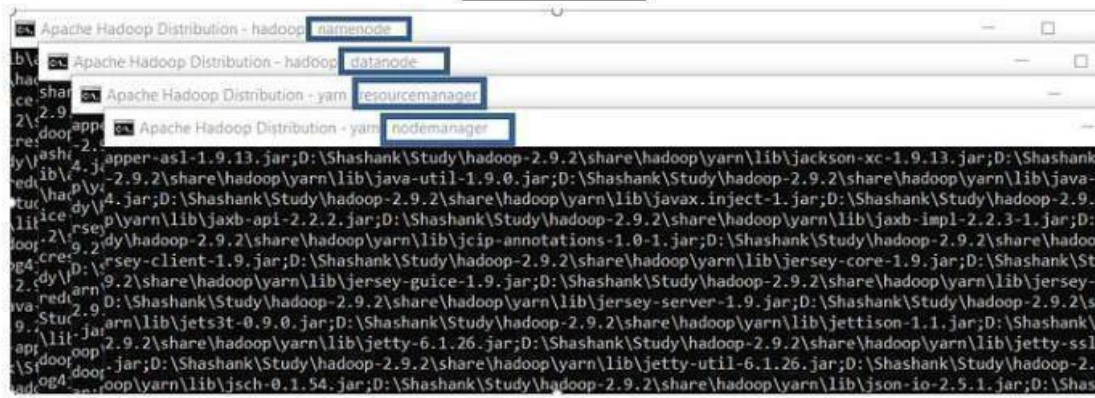 Apache Hadoop Distribution - hadoop namenode
Apache Hadoop Distribution - hadoop datanode
Apache Hadoop Distribution - yarn resourcemanager
Apache Hadoop Distribution - yarn nodemanager
apper-asl-1.9.13.jar;D:\Shashank\Study\hadoop-2.9.2\share\hadoop\yarn\lib\jackson-xc-1.9.13.jar;D:\Shashank
-2.9.2\share\hadoop\yarn\lib\java-util-1.9.0.jar;D:\Shashank\Study\hadoop-2.9.2\share\hadoop\yarn\lib\java-
4.jar;D:\Shashank\Study\hadoop-2.9.2\share\hadoop\yarn\lib\javax.inject-1.jar;D:\Shashank\Study\hadoop-2.9.
p\yarn\lib\jaxb-api-2.2.2.jar;D:\Shashank\Study\hadoop-2.9.2\share\hadoop\yarn\lib\jaxb-impl-2.2.3-1.jar;D:
dy\hadoop-2.9.2\share\hadoop\yarn\lib\jcip-annotations-1.0-1.jar;D:\Shashank\Study\hadoop-2.9.2\share\hadoo
rsey-client-1.9.jar;D:\Shashank\Study\hadoop-2.9.2\share\hadoop\yarn\lib\jersey-core-1.9.jar;D:\Shashank\St
9.2\share\hadoop\yarn\lib\jersey-guice-1.9.jar;D:\Shashank\Study\hadoop-2.9.2\share\hadoop\yarn\lib\jersey-
D:\Shashank\Study\hadoop-2.9.2\share\hadoop\yarn\lib\jersey-server-1.9.jar;D:\Shashank\Study\hadoop-2.9.2\s
arn\lib\jets3t-0.9.0.jar;D:\Shashank\Study\hadoop-2.9.2\share\hadoop\yarn\lib\jettison-1.1.jar;D:\Shashank\
2.9.2\share\hadoop\yarn\lib\jetty-6.1.26.jar;D:\Shashank\Study\hadoop-2.9.2\share\hadoop\yarn\lib\jetty-ssl
.jar;D:\Shashank\Study\hadoop-2.9.2\share\hadoop\yarn\lib\jetty-util-6.1.26.jar;D:\Shashank\Study\hadoop-2.
oop\yarn\lib\jsch-0.1.54.jar;D:\Shashank\Study\hadoop-2.9.2\share\hadoop\yarn\lib\json-io-2.5.1.jar;D:\Shas